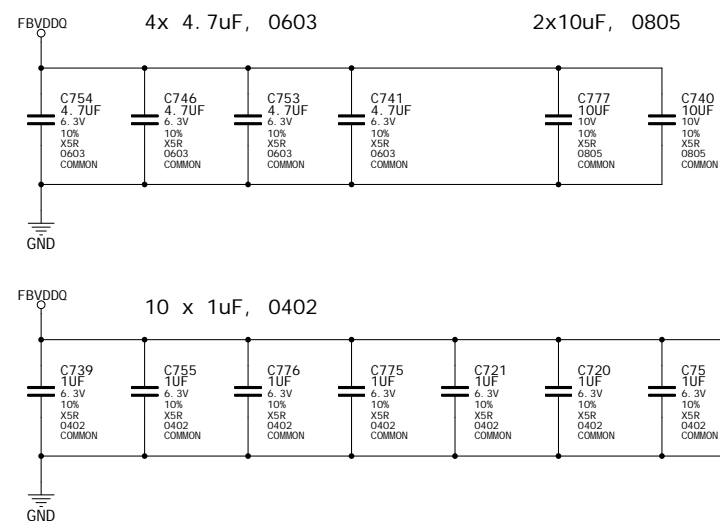 FBVDDQ
4x 4.7uF, 0603
2x10uF, 0805
C754
4.7UF
6.3V
10%
X5R
0603
COMMON
C746
4.7UF
6.3V
10%
X5R
0603
COMMON
C753
4.7UF
6.3V
10%
X5R
0603
COMMON
C741
4.7UF
6.3V
10%
X5R
0603
COMMON
C777
10UF
10V
10%
X5R
0805
COMMON
C740
10UF
10V
10%
X5R
0805
COMMON
GND
FBVDDQ
10 x 1uF, 0402
C739
1UF
6.3V
10%
X5R
0402
COMMON
C755
1UF
6.3V
10%
X5R
0402
COMMON
C776
1UF
6.3V
10%
X5R
0402
COMMON
C775
1UF
6.3V
10%
X5R
0402
COMMON
C721
1UF
6.3V
10%
X5R
0402
COMMON
C720
1UF
6.3V
10%
X5R
0402
COMMON
C75
1UF
6.3V
10%
X5R
0402
COMMON
GND